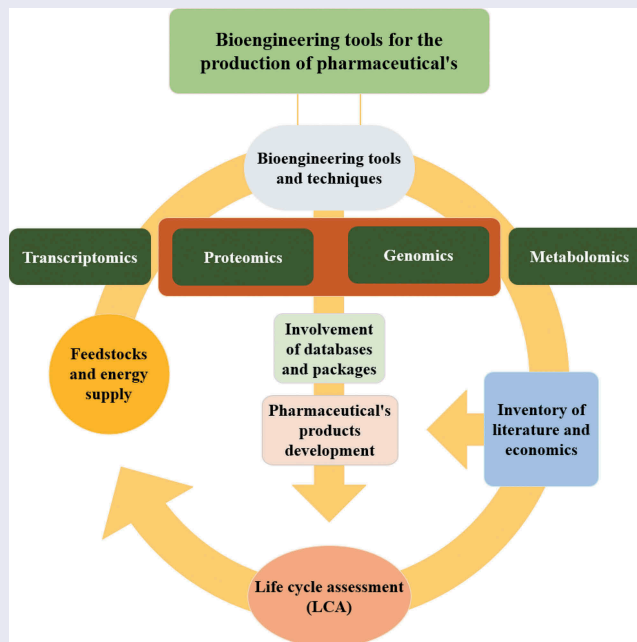 Bioengineering tools for the
production of pharmaceutical's
Bioengineering tools
and techniques
Transcriptomics
Proteomics
Genomics
Metabolomics
Feedstocks
and energy
supply
Involvement
of databases
and packages
Pharmaceutical's
products
development
Inventory of
literature and
economics
Life cycle assessment
(LCA)